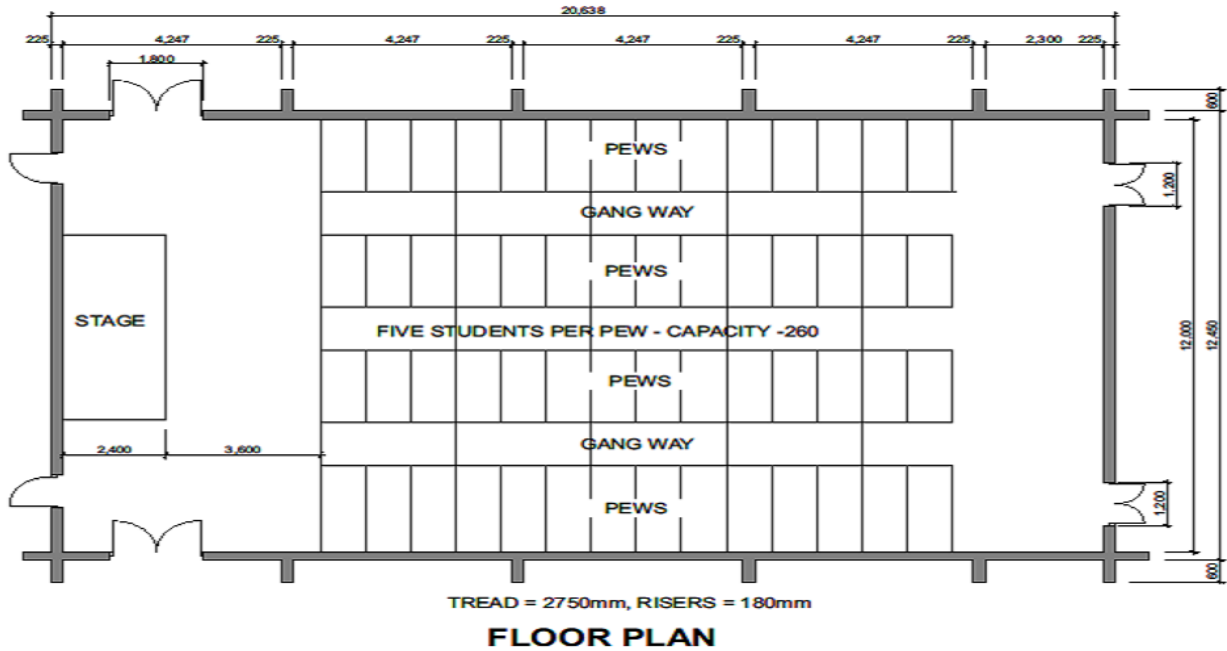 20,638
225 4,247 225 4,247 225 4,247 225 4,247 225 2,300 225
1,800
600
PEWS
1,200
GANG WAY
PEWS
STAGE
FIVE STUDENTS PER PEW - CAPACITY -260
12,000
12,450
PEWS
GANG WAY
2,400 3,600
PEWS
1,200
600
TREAD = 2750mm, RISERS = 180mm
FLOOR PLAN